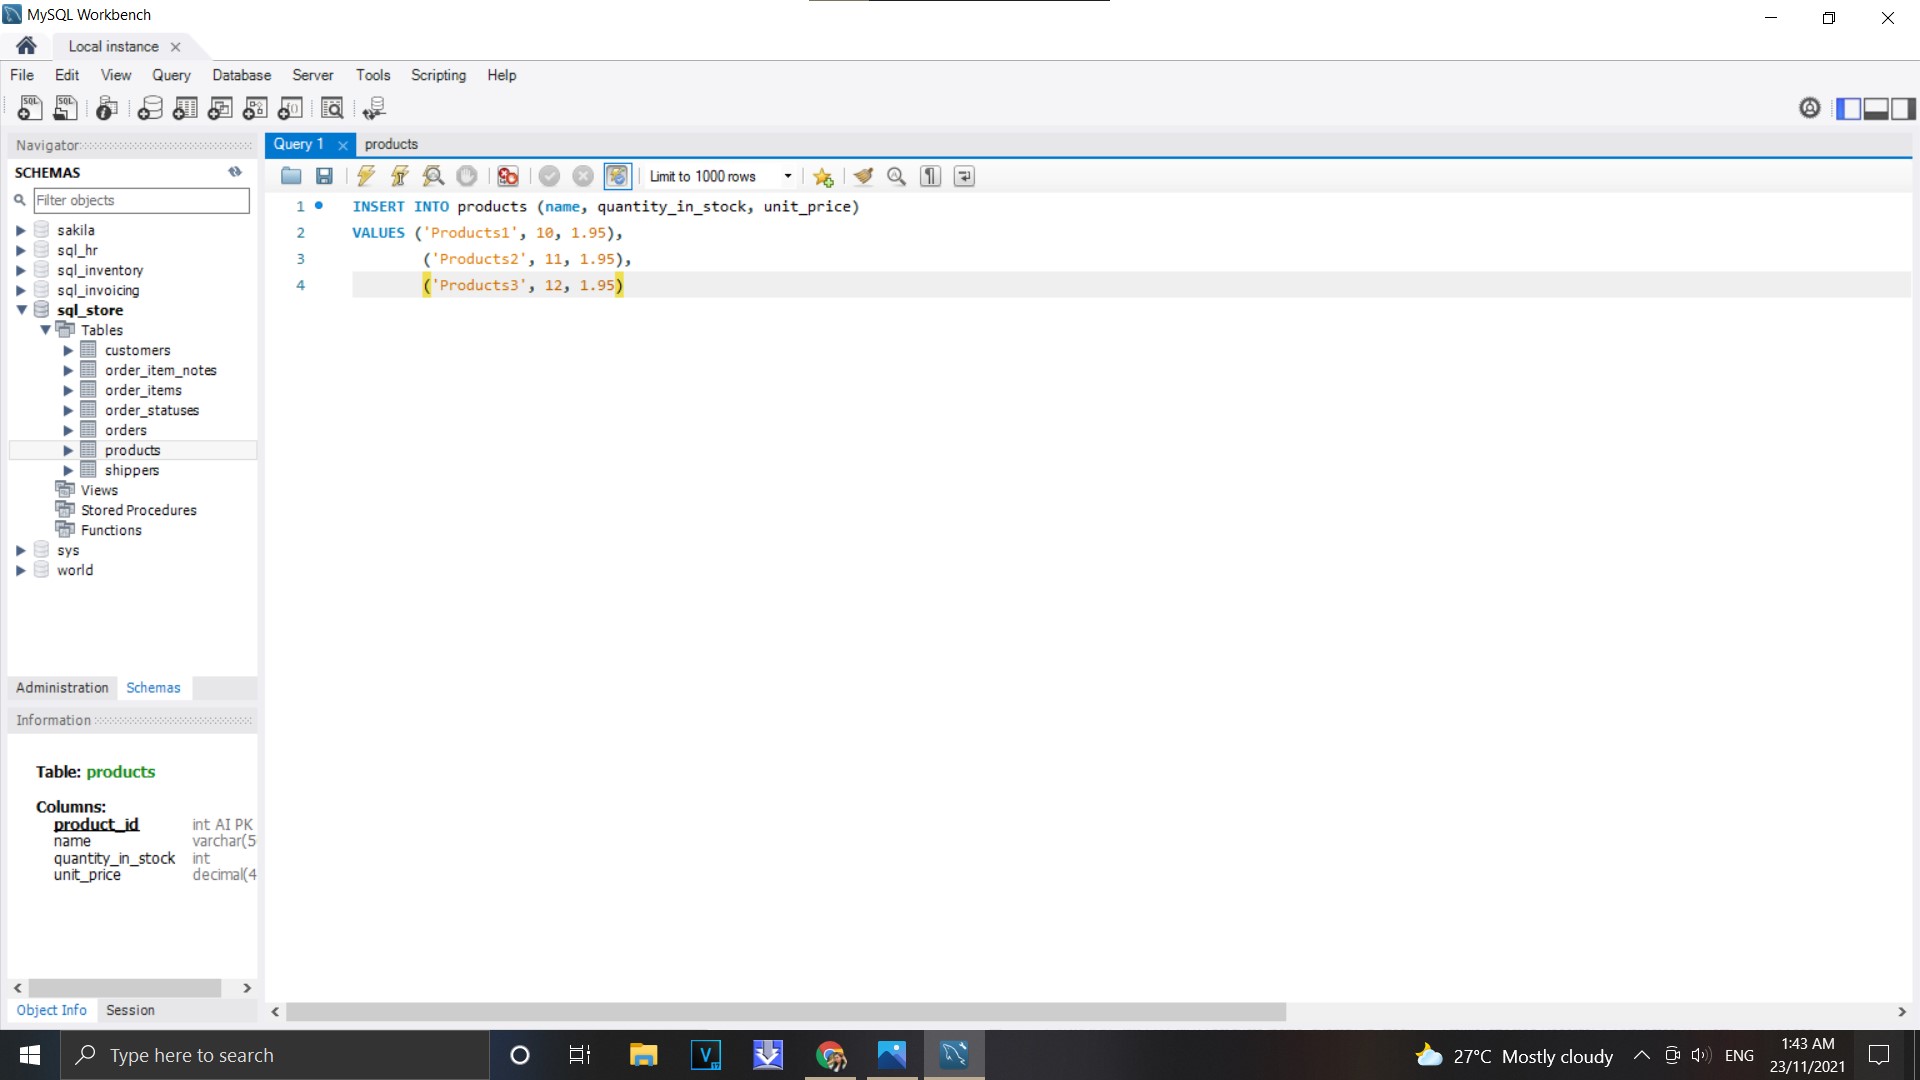 MySQL Workbench
Local instance
File Edit View Query Database Server Tools Scripting Help
Navigator
Query 1 products
SCHEMAS
Limit to 1000 rows
Filter objects
sakila
sql_hr
sql_inventory
sql_invoicing
sql_store
Tables
customers
order_item_notes
order_items
order_statuses
orders
products
shippers
Views
Stored Procedures
Functions
sys
world
1 INSERT INTO products (name, quantity_in_stock, unit_price)
2 VALUES ('Products1', 10, 1.95),
3 ('Products2', 11, 1.95),
4 ('Products3', 12, 1.95)
Administration Schemas
Information
Table: products
Columns:
product_id int AI PK
name varchar(5
quantity_in_stock int
unit_price decimal(4
Object Info Session
Type here to search
27°C Mostly cloudy
ENG
1:43 AM
23/11/2021